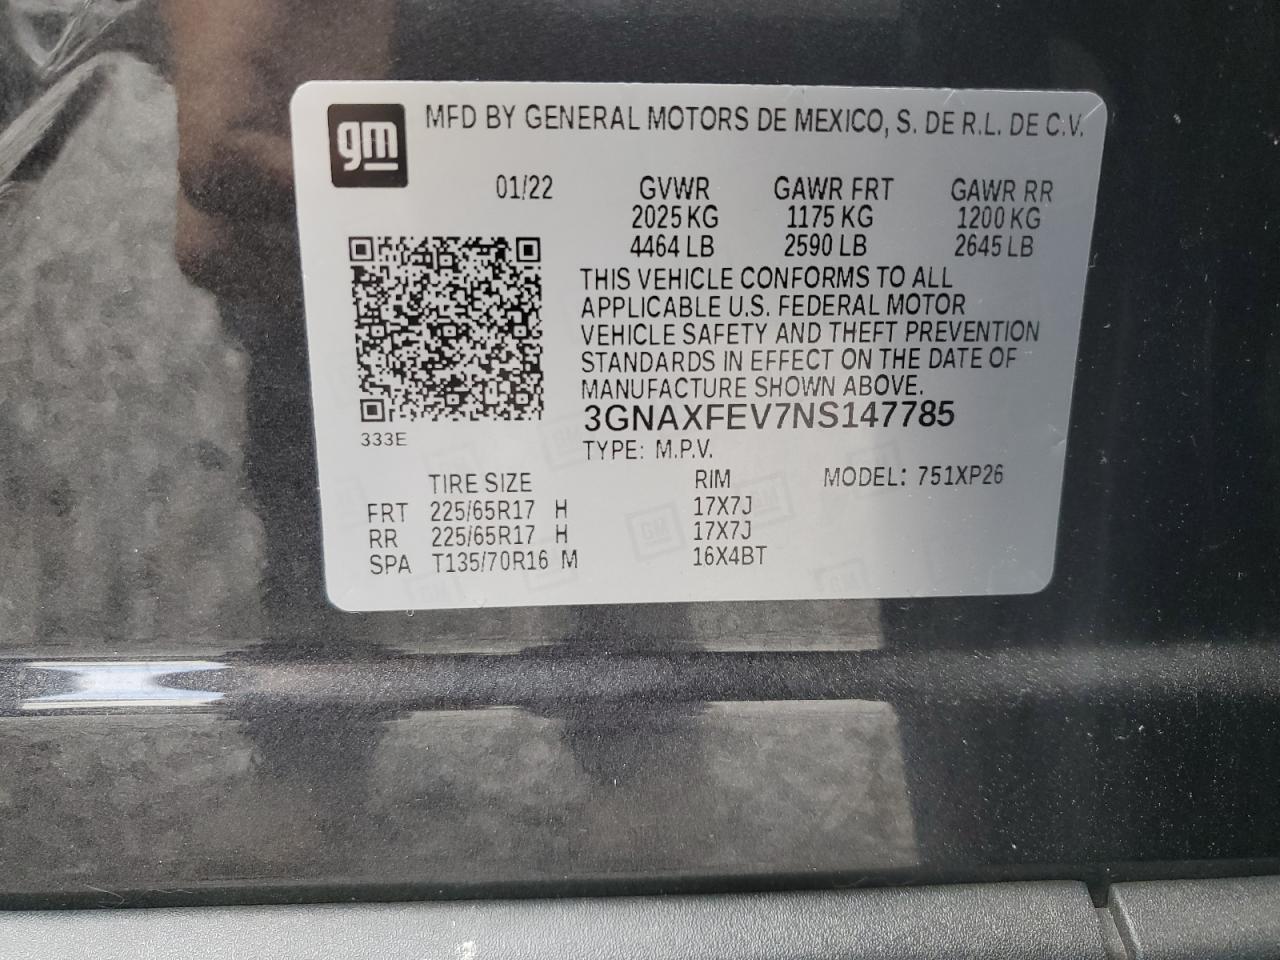 gm
MFD BY GENERAL MOTORS DE MEXICO, S. DE R.L. DE C.V.
01/22 GVWR GAWR FRT GAWR RR
2025 KG 1175 KG 1200 KG
4464 LB 2590 LB 2645 LB
THIS VEHICLE CONFORMS TO ALL
APPLICABLE U.S. FEDERAL MOTOR
VEHICLE SAFETY AND THEFT PREVENTION
STANDARDS IN EFFECT ON THE DATE OF
MANUFACTURE SHOWN ABOVE.
3GNAXFEV7NS147785
333E
TYPE: M.P.V.
TIRE SIZE RIM MODEL: 751XP26
FRT 225/65R17 H 17X7J
RR 225/65R17 H 17X7J
SPA T135/70R16 M 16X4BT
GM